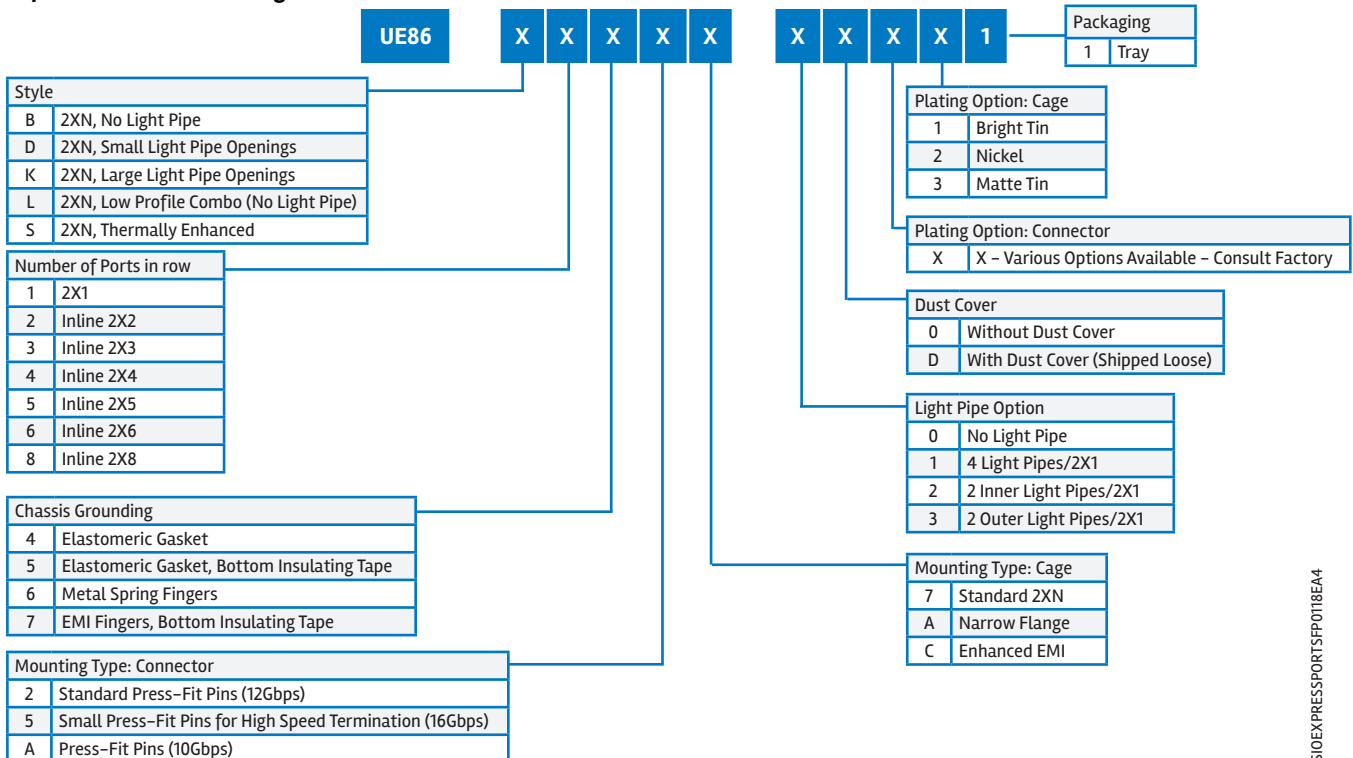 UE86 X X X X X X X X X 1
Packaging
1 Tray
Style
B 2XN, No Light Pipe
D 2XN, Small Light Pipe Openings
K 2XN, Large Light Pipe Openings
L 2XN, Low Profile Combo (No Light Pipe)
S 2XN, Thermally Enhanced
Number of Ports in row
1 2X1
2 Inline 2X2
3 Inline 2X3
4 Inline 2X4
5 Inline 2X5
6 Inline 2X6
8 Inline 2X8
Chassis Grounding
4 Elastomeric Gasket
5 Elastomeric Gasket, Bottom Insulating Tape
6 Metal Spring Fingers
7 EMI Fingers, Bottom Insulating Tape
Mounting Type: Connector
2 Standard Press-Fit Pins (12Gbps)
5 Small Press-Fit Pins for High Speed Termination (16Gbps)
A Press-Fit Pins (10Gbps)
Plating Option: Cage
1 Bright Tin
2 Nickel
3 Matte Tin
Plating Option: Connector
X X - Various Options Available - Consult Factory
Dust Cover
0 Without Dust Cover
D With Dust Cover (Shipped Loose)
Light Pipe Option
0 No Light Pipe
1 4 Light Pipes/2X1
2 2 Inner Light Pipes/2X1
3 2 Outer Light Pipes/2X1
Mounting Type: Cage
7 Standard 2XN
A Narrow Flange
C Enhanced EMI
SIOEXPRESSPORTSFP0118EA4